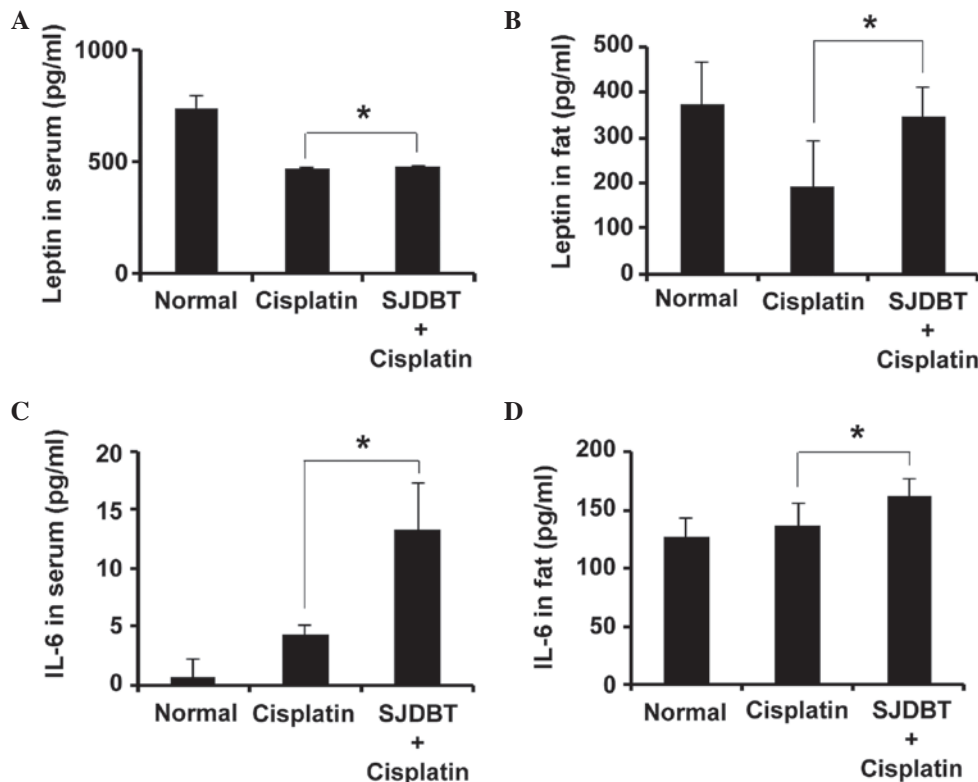 A
Leptin in serum (pg/ml)
1000
500
0
*
Normal
Cisplatin
SJDBT
+
Cisplatin
B
Leptin in fat (pg/ml)
500
400
300
200
100
0
*
Normal
Cisplatin
SJDBT
+
Cisplatin
C
IL-6 in serum (pg/ml)
20
15
10
5
0
*
Normal
Cisplatin
SJDBT
+
Cisplatin
D
IL-6 in fat (pg/ml)
200
150
100
50
0
*
Normal
Cisplatin
SJDBT
+
Cisplatin